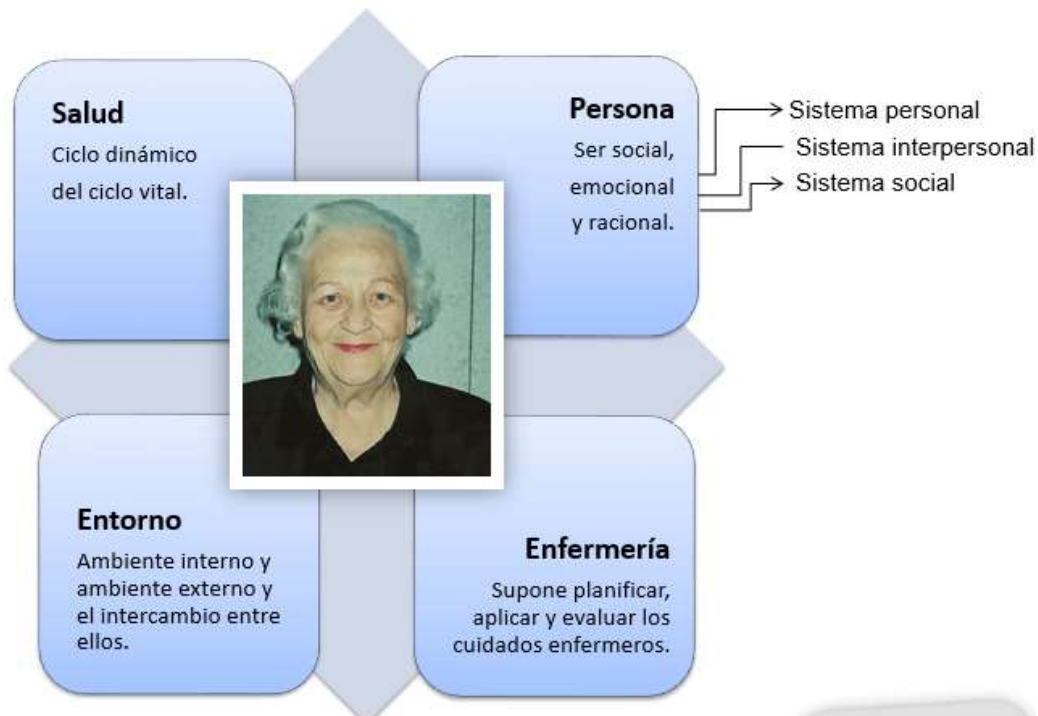 Salud
Ciclo dinámico
del ciclo vital.
Persona
Ser social,
emocional
y racional.
Sistema personal
Sistema interpersonal
Sistema social
Entorno
Ambiente interno y
ambiente externo y
el intercambio entre
ellos.
Enfermería
Supone planificar,
aplicar y evaluar los
cuidados enfermeros.